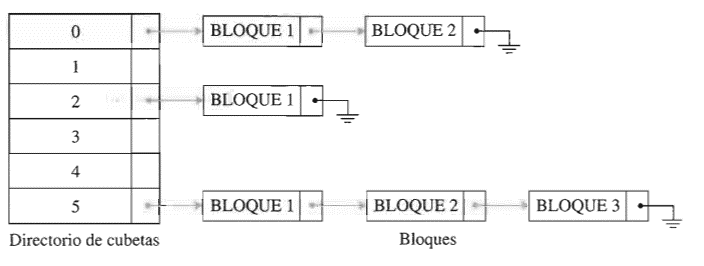 0 BLOQUE 1 BLOQUE 2
1
2 BLOQUE 1
3
4
5 BLOQUE 1 BLOQUE 2 BLOQUE 3
Directorio de cubetas Bloques